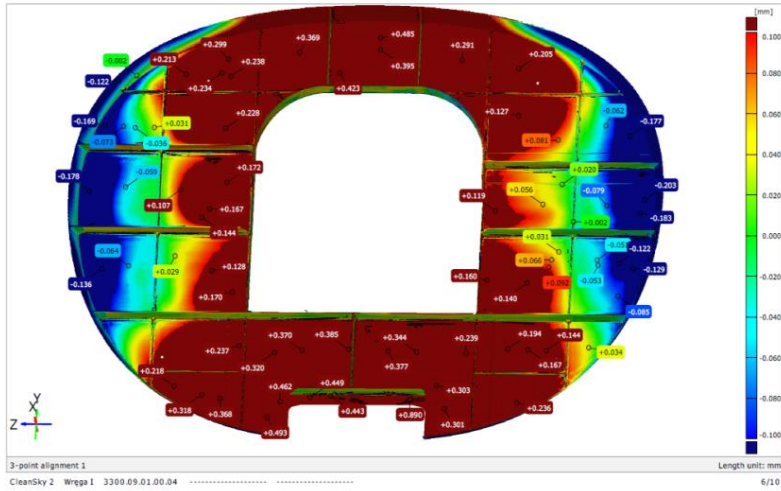 [mm]
+0.369 +0.485 +0.291 0.100
+0.299 +0.395 +0.205
-0.002 +0.213 +0.238 0.080
-0.122 +0.234 +0.423
-0.169 +0.031 +0.228 +0.127 -0.062 -0.177 0.060
-0.073 -0.036 +0.081
-0.178 -0.059 +0.172 +0.020 0.040
+0.107 +0.167 +0.119 +0.056 -0.079 -0.203 0.020
+0.144 +0.002 -0.183
-0.064 +0.031 -0.051 -0.122 0.000
-0.136 +0.029 +0.128 +0.160 +0.066 -0.053 -0.129 -0.020
+0.170 +0.140 +0.092
-0.085 -0.040
+0.237 +0.370 +0.385 +0.344 +0.239 +0.194 +0.144 +0.034
+0.218 +0.320 +0.377 +0.167 -0.060
+0.318 +0.368 +0.462 +0.449 +0.303 -0.080
+0.493 +0.443 +0.890 +0.301 +0.236 -0.100
Y
X
Z
3-point alignment 1 Length unit: mm
CleanSky 2 Wręga I 3300.09.01.00.04 ------------------- ------------------- 6/10